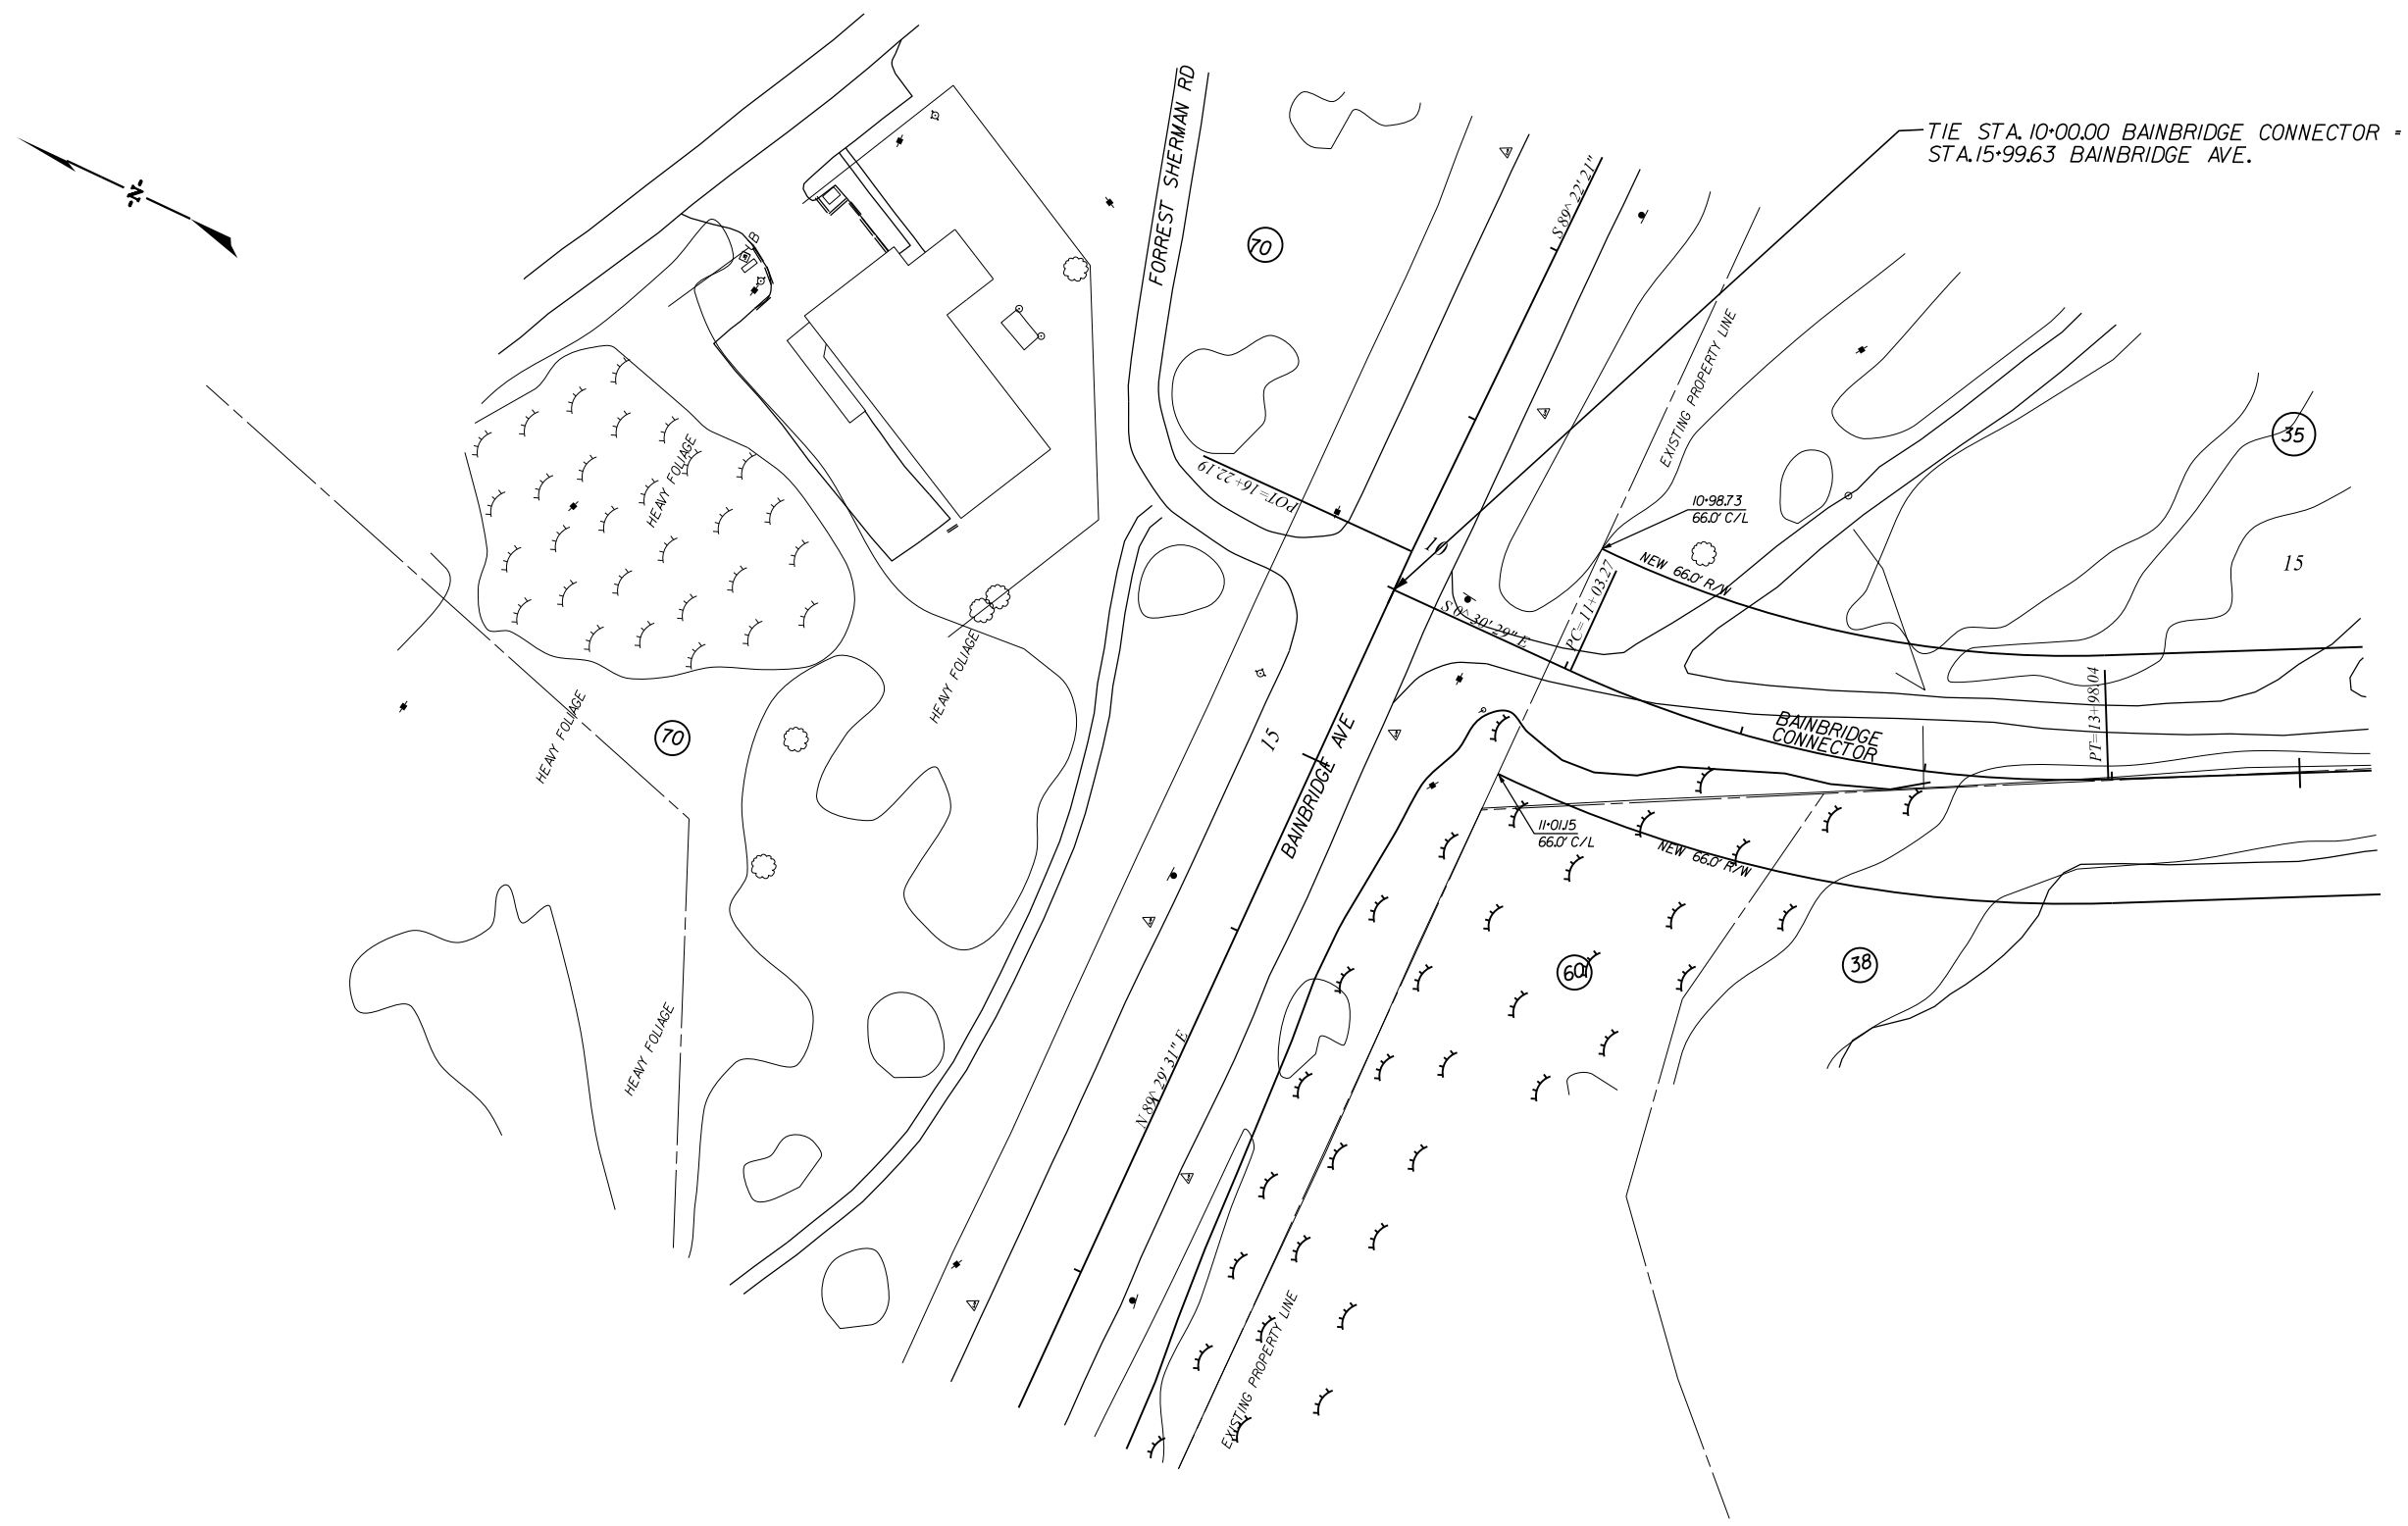 TIE STA. 10+00.00 BAINBRIDGE CONNECTOR =
STA. 15+99.63 BAINBRIDGE AVE.
-N-
FORREST SHERMAN RD
70
S 89^ 22' 21"
EXISTING PROPERTY LINE
TB
HEAVY FOLIAGE
POT=16+22.19
10
10+98.73
66.0' C/L
NEW 66.0' R/W
35
15
S 0^ 30' 29" E
PC=11+03.27
HEAVY FOLIAGE
HEAVY FOLIAGE
70
15
BAINBRIDGE AVE
BAINBRIDGE
CONNECTOR
PT=13+98.04
11+01.15
66.0' C/L
NEW 66.0' R/W
60
38
HEAVY FOLIAGE
N 89^ 29' 31" E
EXISTING PROPERTY LINE